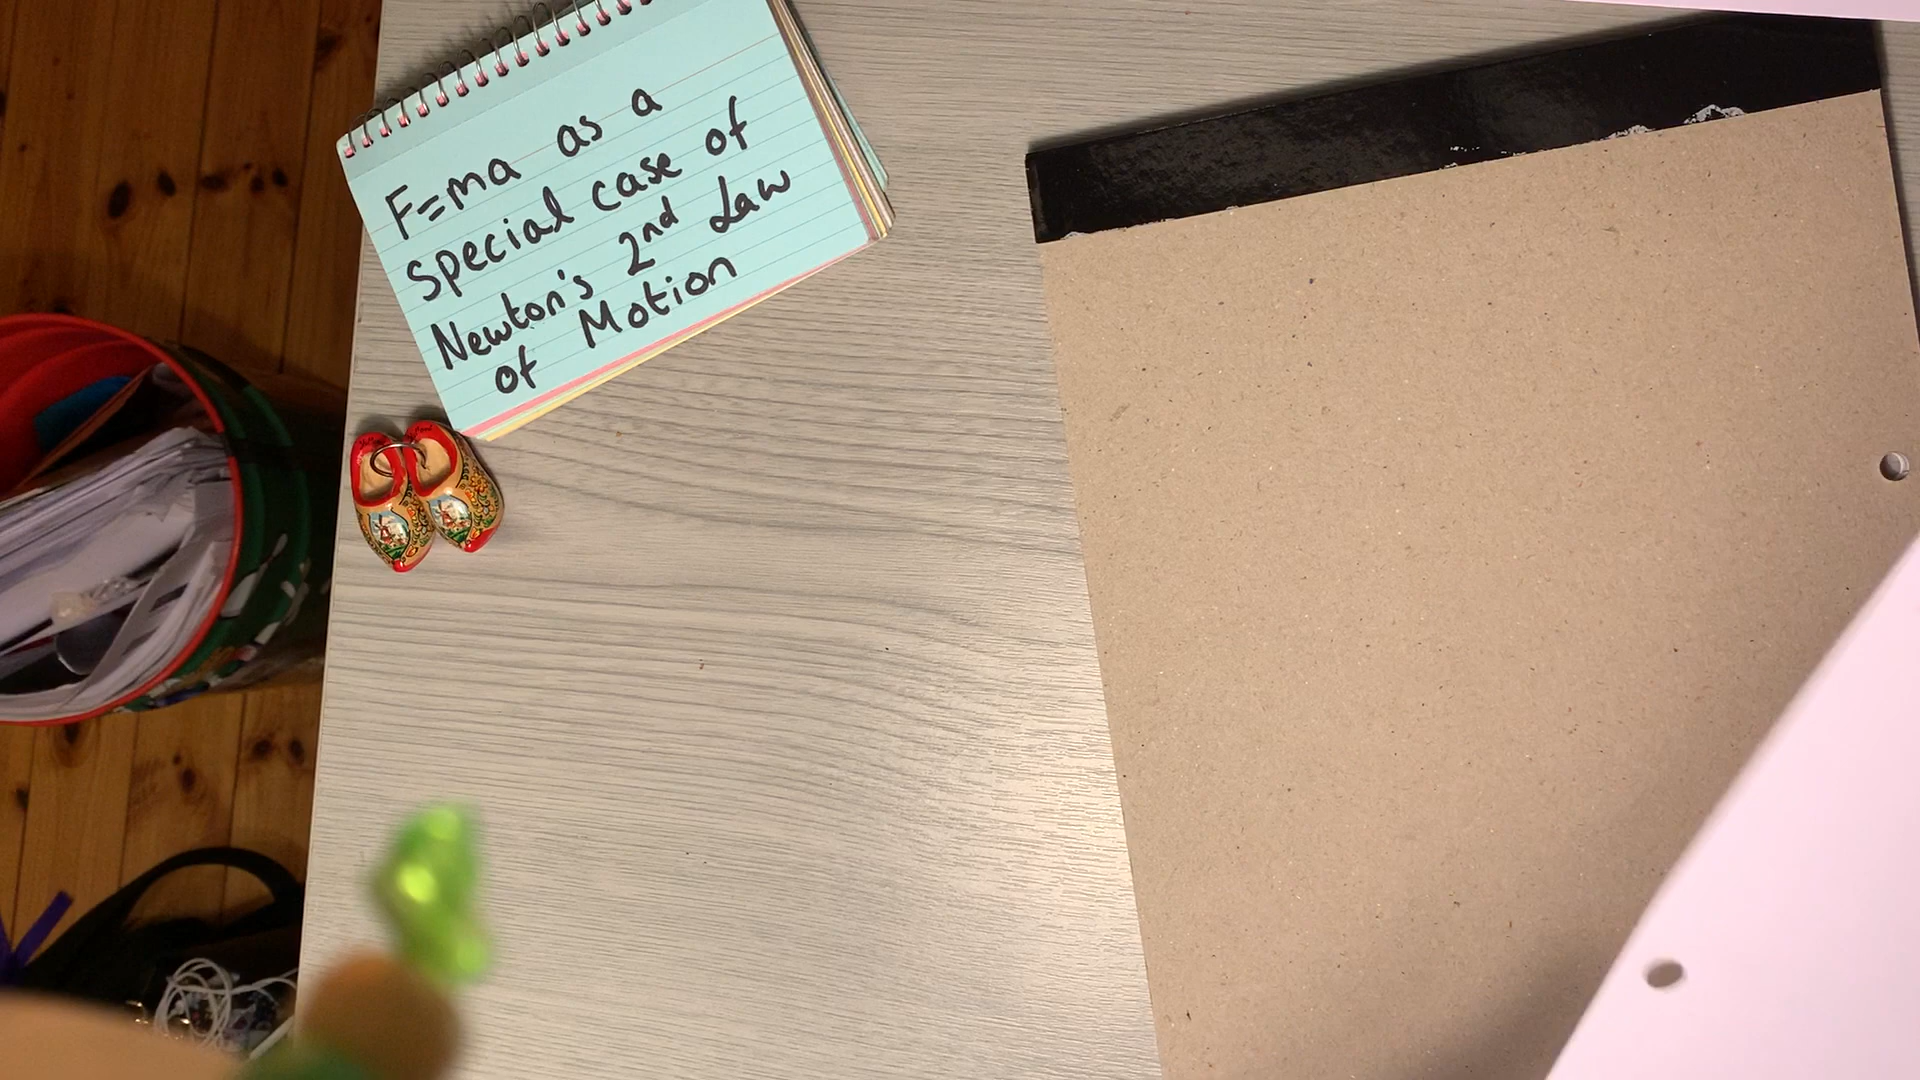 F=ma as a
special case of
Newton's 2nd Law
of Motion